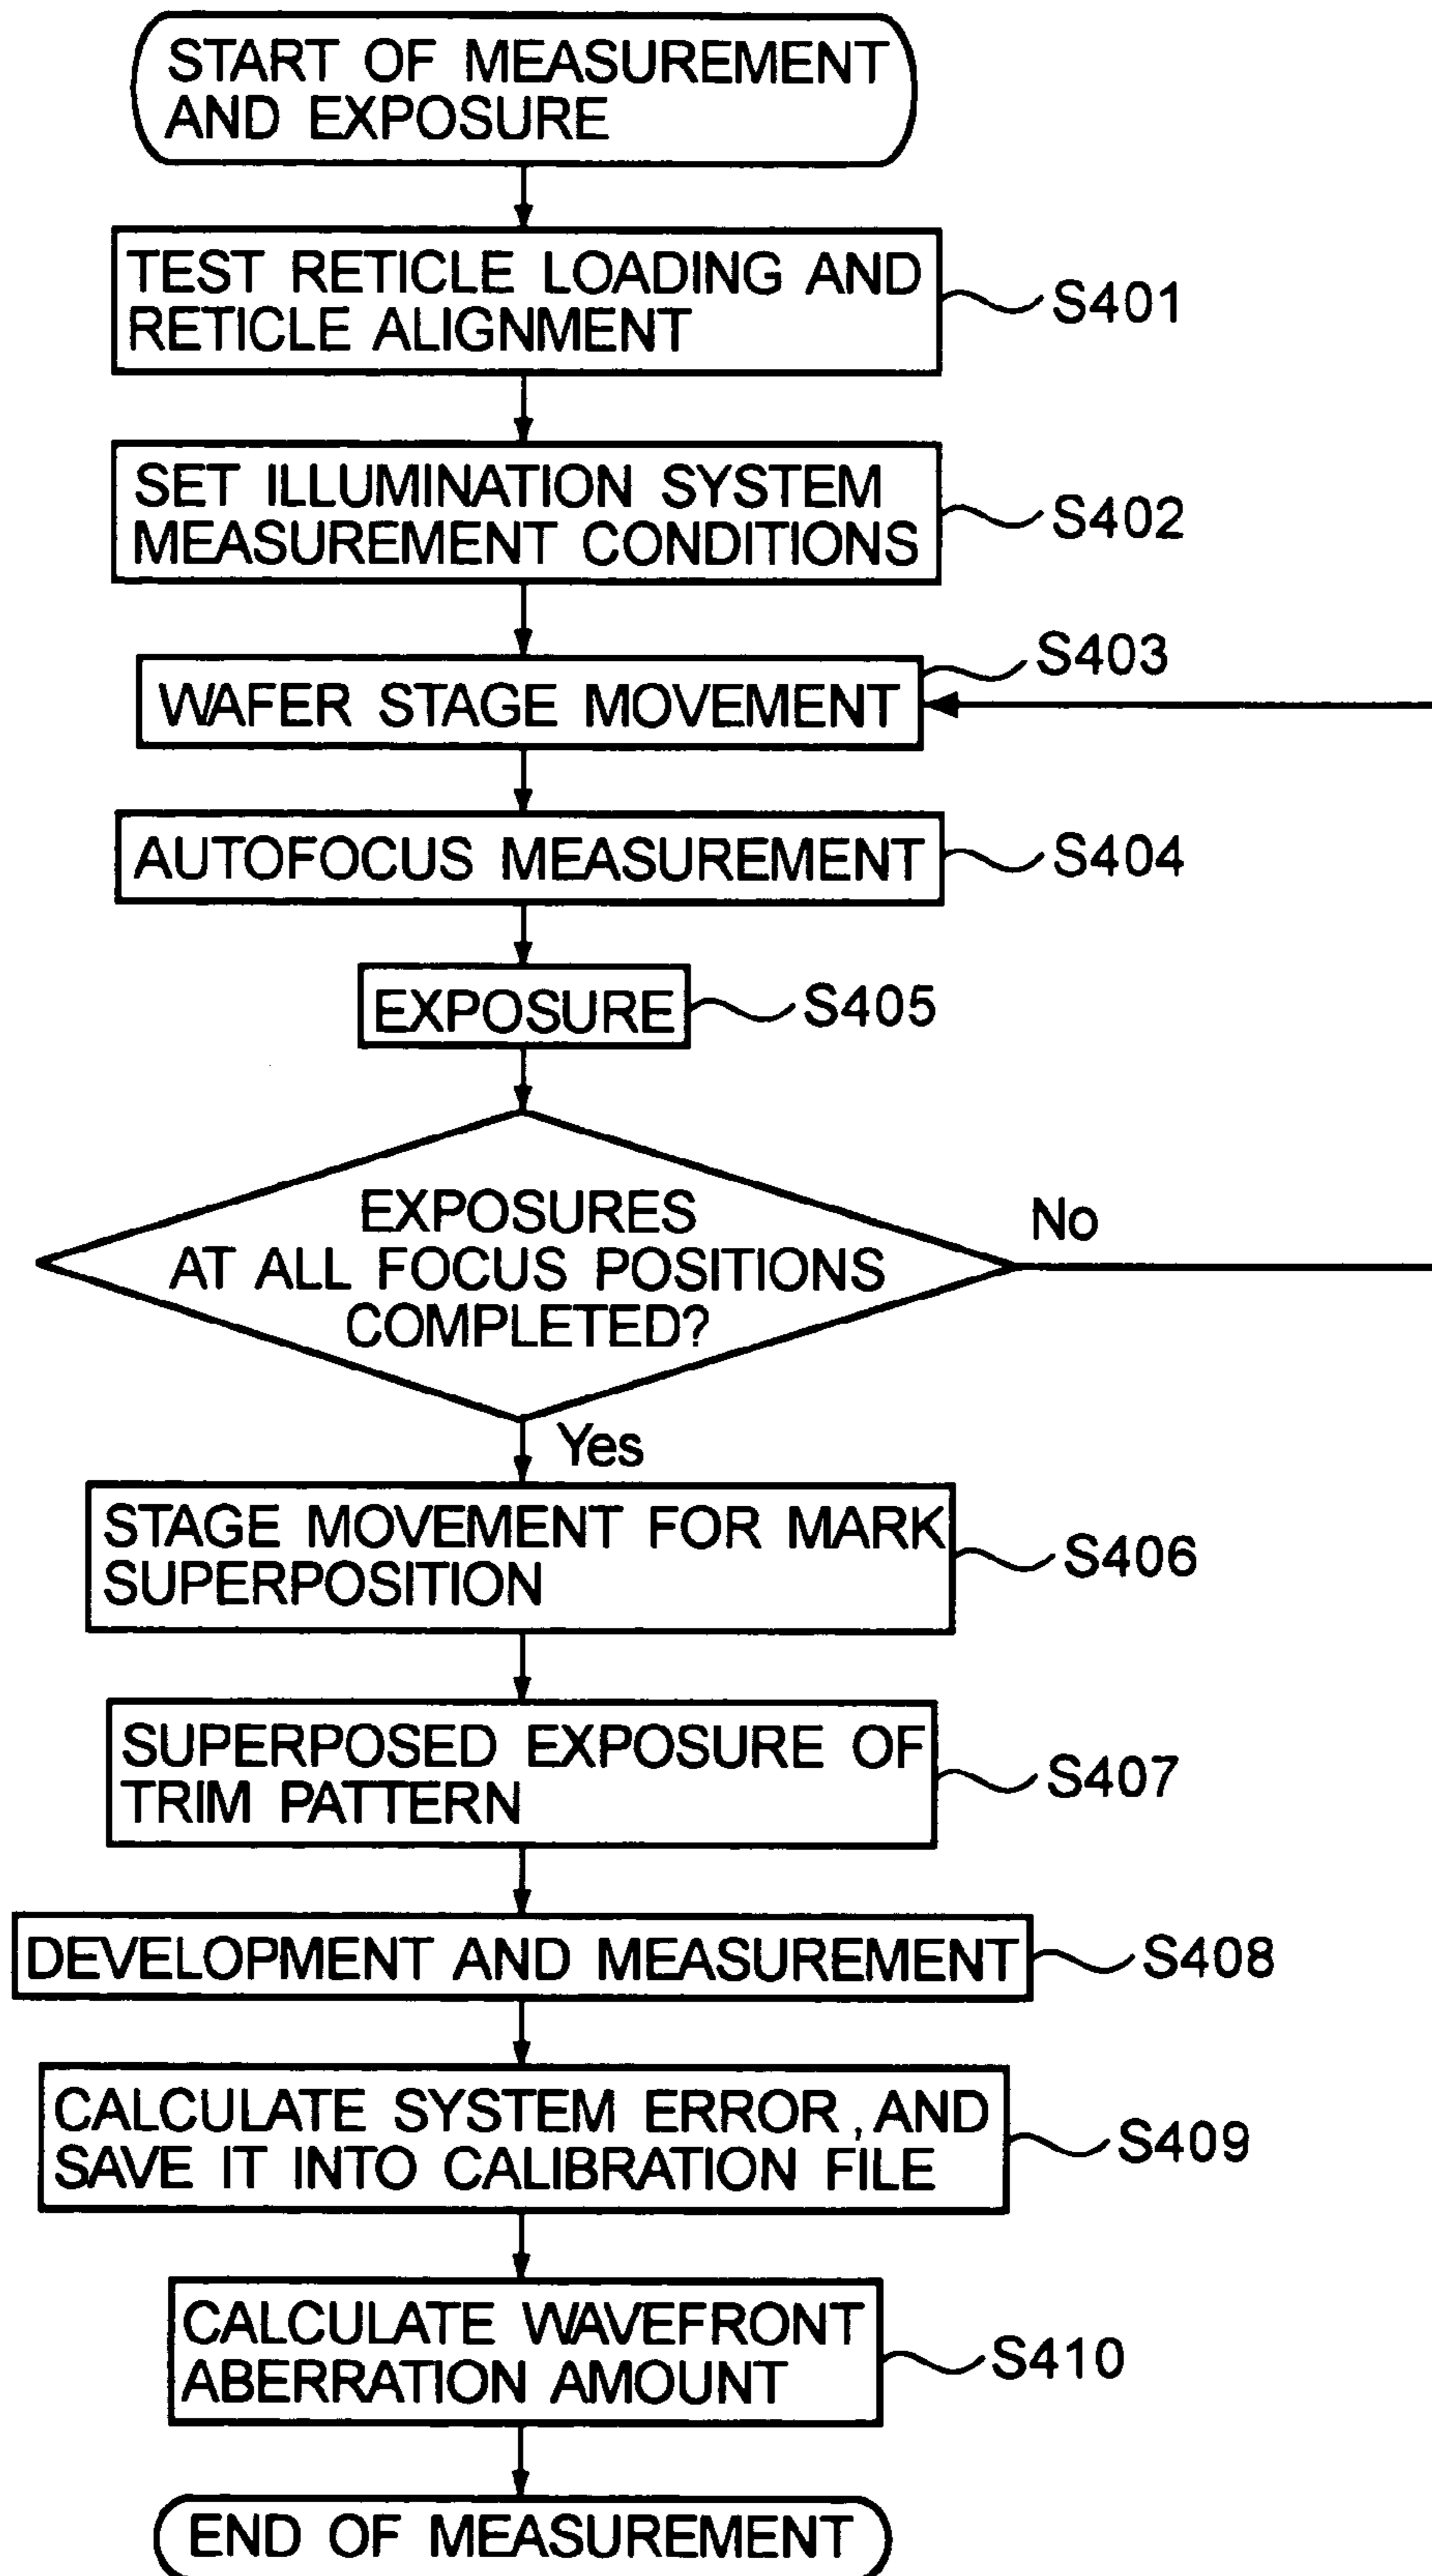 START OF MEASUREMENT
AND EXPOSURE
TEST RETICLE LOADING AND
RETICLE ALIGNMENT
S401
SET ILLUMINATION SYSTEM
MEASUREMENT CONDITIONS
S402
S403
WAFER STAGE MOVEMENT
AUTOFOCUS MEASUREMENT
S404
EXPOSURE
S405
EXPOSURES
AT ALL FOCUS POSITIONS
COMPLETED?
No
Yes
STAGE MOVEMENT FOR MARK
SUPERPOSITION
S406
SUPERPOSED EXPOSURE OF
TRIM PATTERN
S407
DEVELOPMENT AND MEASUREMENT
S408
CALCULATE SYSTEM ERROR, AND
SAVE IT INTO CALIBRATION FILE
S409
CALCULATE WAVEFRONT
ABERRATION AMOUNT
S410
END OF MEASUREMENT